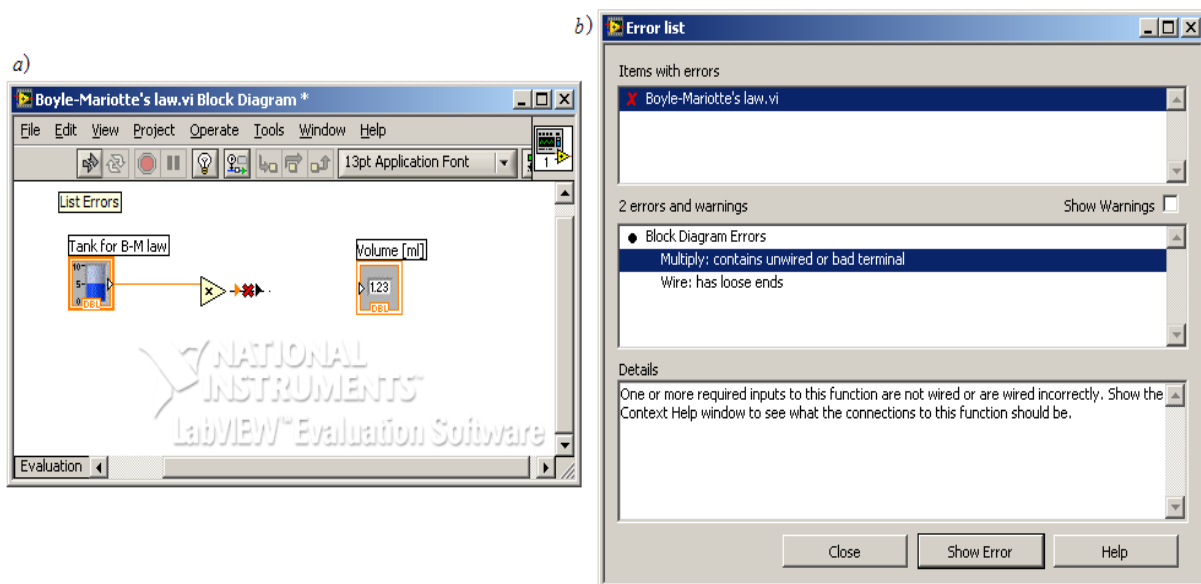 a)
Boyle-Mariotte's law.vi Block Diagram *
File Edit View Project Operate Tools Window Help
13pt Application Font
1
List Errors
Tank for B-M law
10-
5-
0
DBL
x
Volume [ml]
1.23
DBL
NATIONAL
INSTRUMENTS™
LabVIEW™ Evaluation Software
Evaluation
b)
Error list
Items with errors
Boyle-Mariotte's law.vi
2 errors and warnings
Show Warnings
Block Diagram Errors
Multiply: contains unwired or bad terminal
Wire: has loose ends
Details
One or more required inputs to this function are not wired or are wired incorrectly. Show the
Context Help window to see what the connections to this function should be.
Close
Show Error
Help